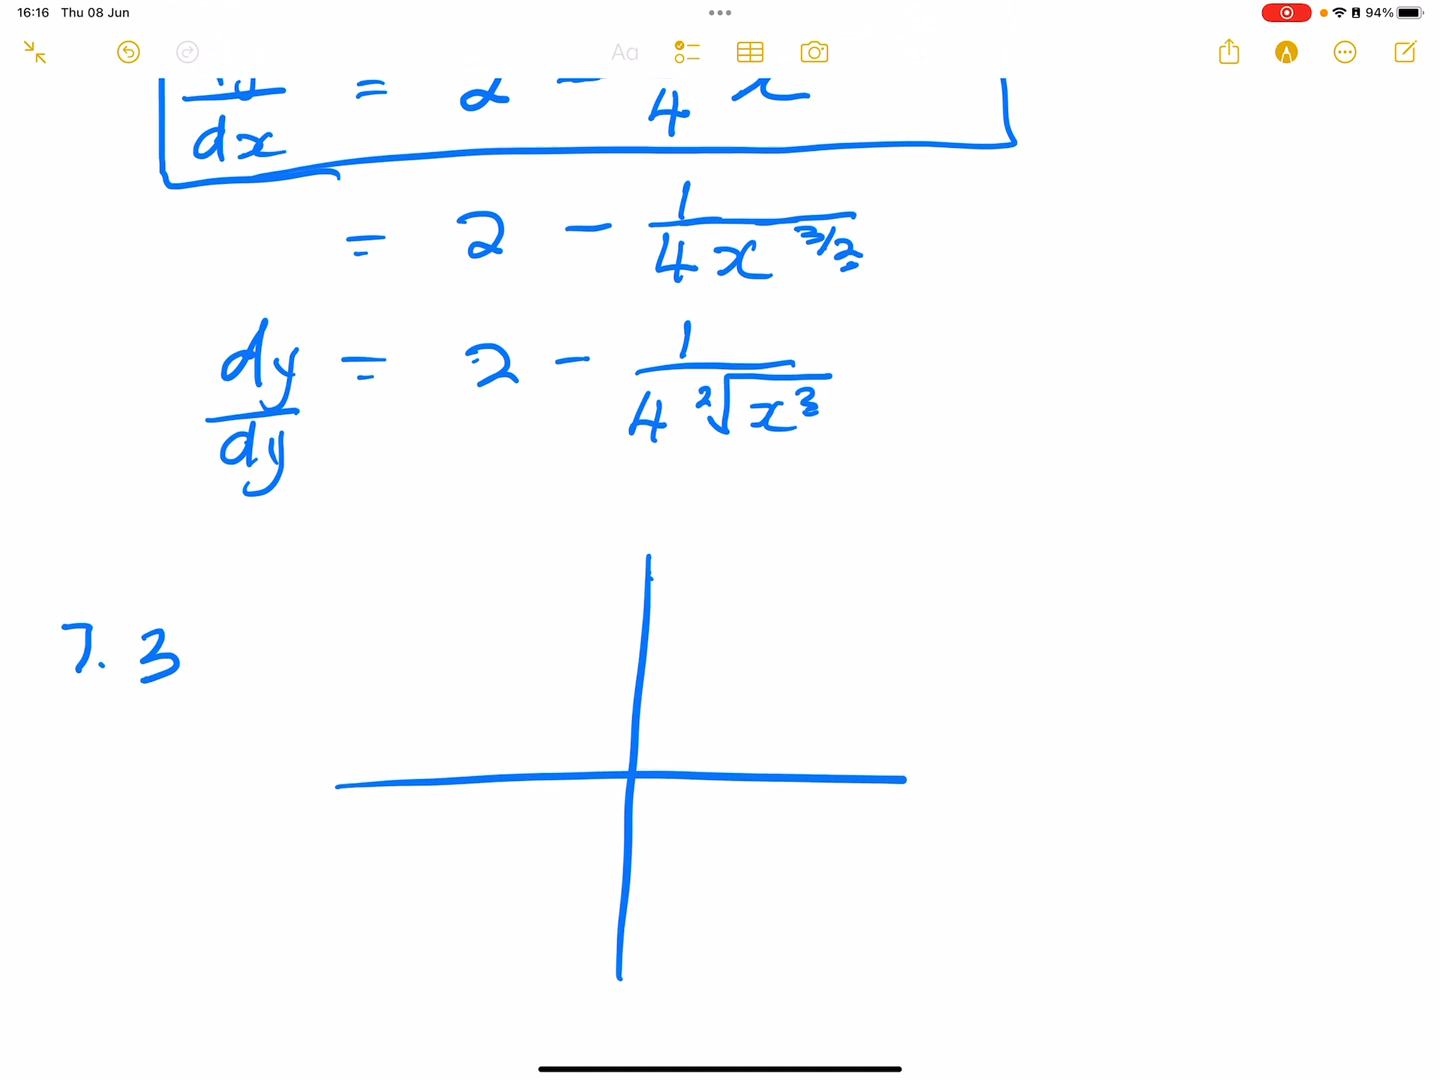 16:16 Thu 08 Jun 94%
Aa
dx = 2 - 4 x
= 2 - 1/4x^3/2
dy/dy = 2 - 1/4 ²√x³
7.3